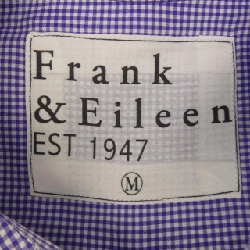 Frank
& Eileen
EST 1947
M